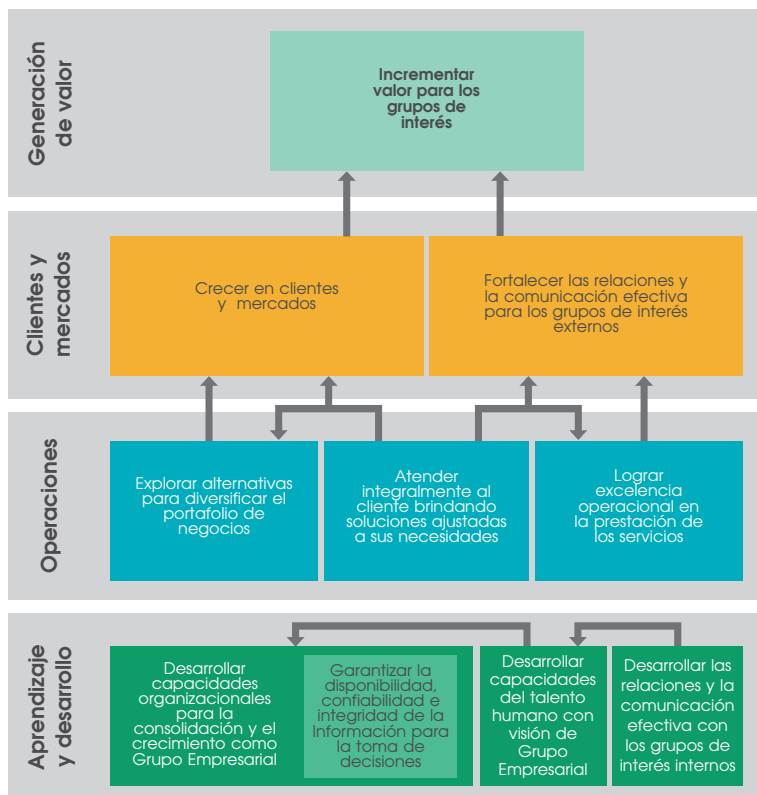 Generación
de valor
Incrementar
valor para los
grupos de
interés
Clientes y
mercados
Crecer en clientes
y mercados
Fortalecer las relaciones y
la comunicación efectiva
para los grupos de interés
externos
Operaciones
Explorar alternativas
para diversificar el
portafolio de
negocios
Atender
integralmente al
cliente brindando
soluciones ajustadas
a sus necesidades
Lograr
excelencia
operacional en
la prestación de
los servicios
Aprendizaje
y desarrollo
Desarrollar
capacidades
organizacionales
para la
consolidación y el
crecimiento como
Grupo Empresarial
Garantizar la
disponibilidad,
confiabilidad e
integridad de la
Información para
la toma de
decisiones
Desarrollar
capacidades
del talento
humano con
visión de
Grupo
Empresarial
Desarrollar las
relaciones y la
comunicación
efectiva con
los grupos de
interés internos